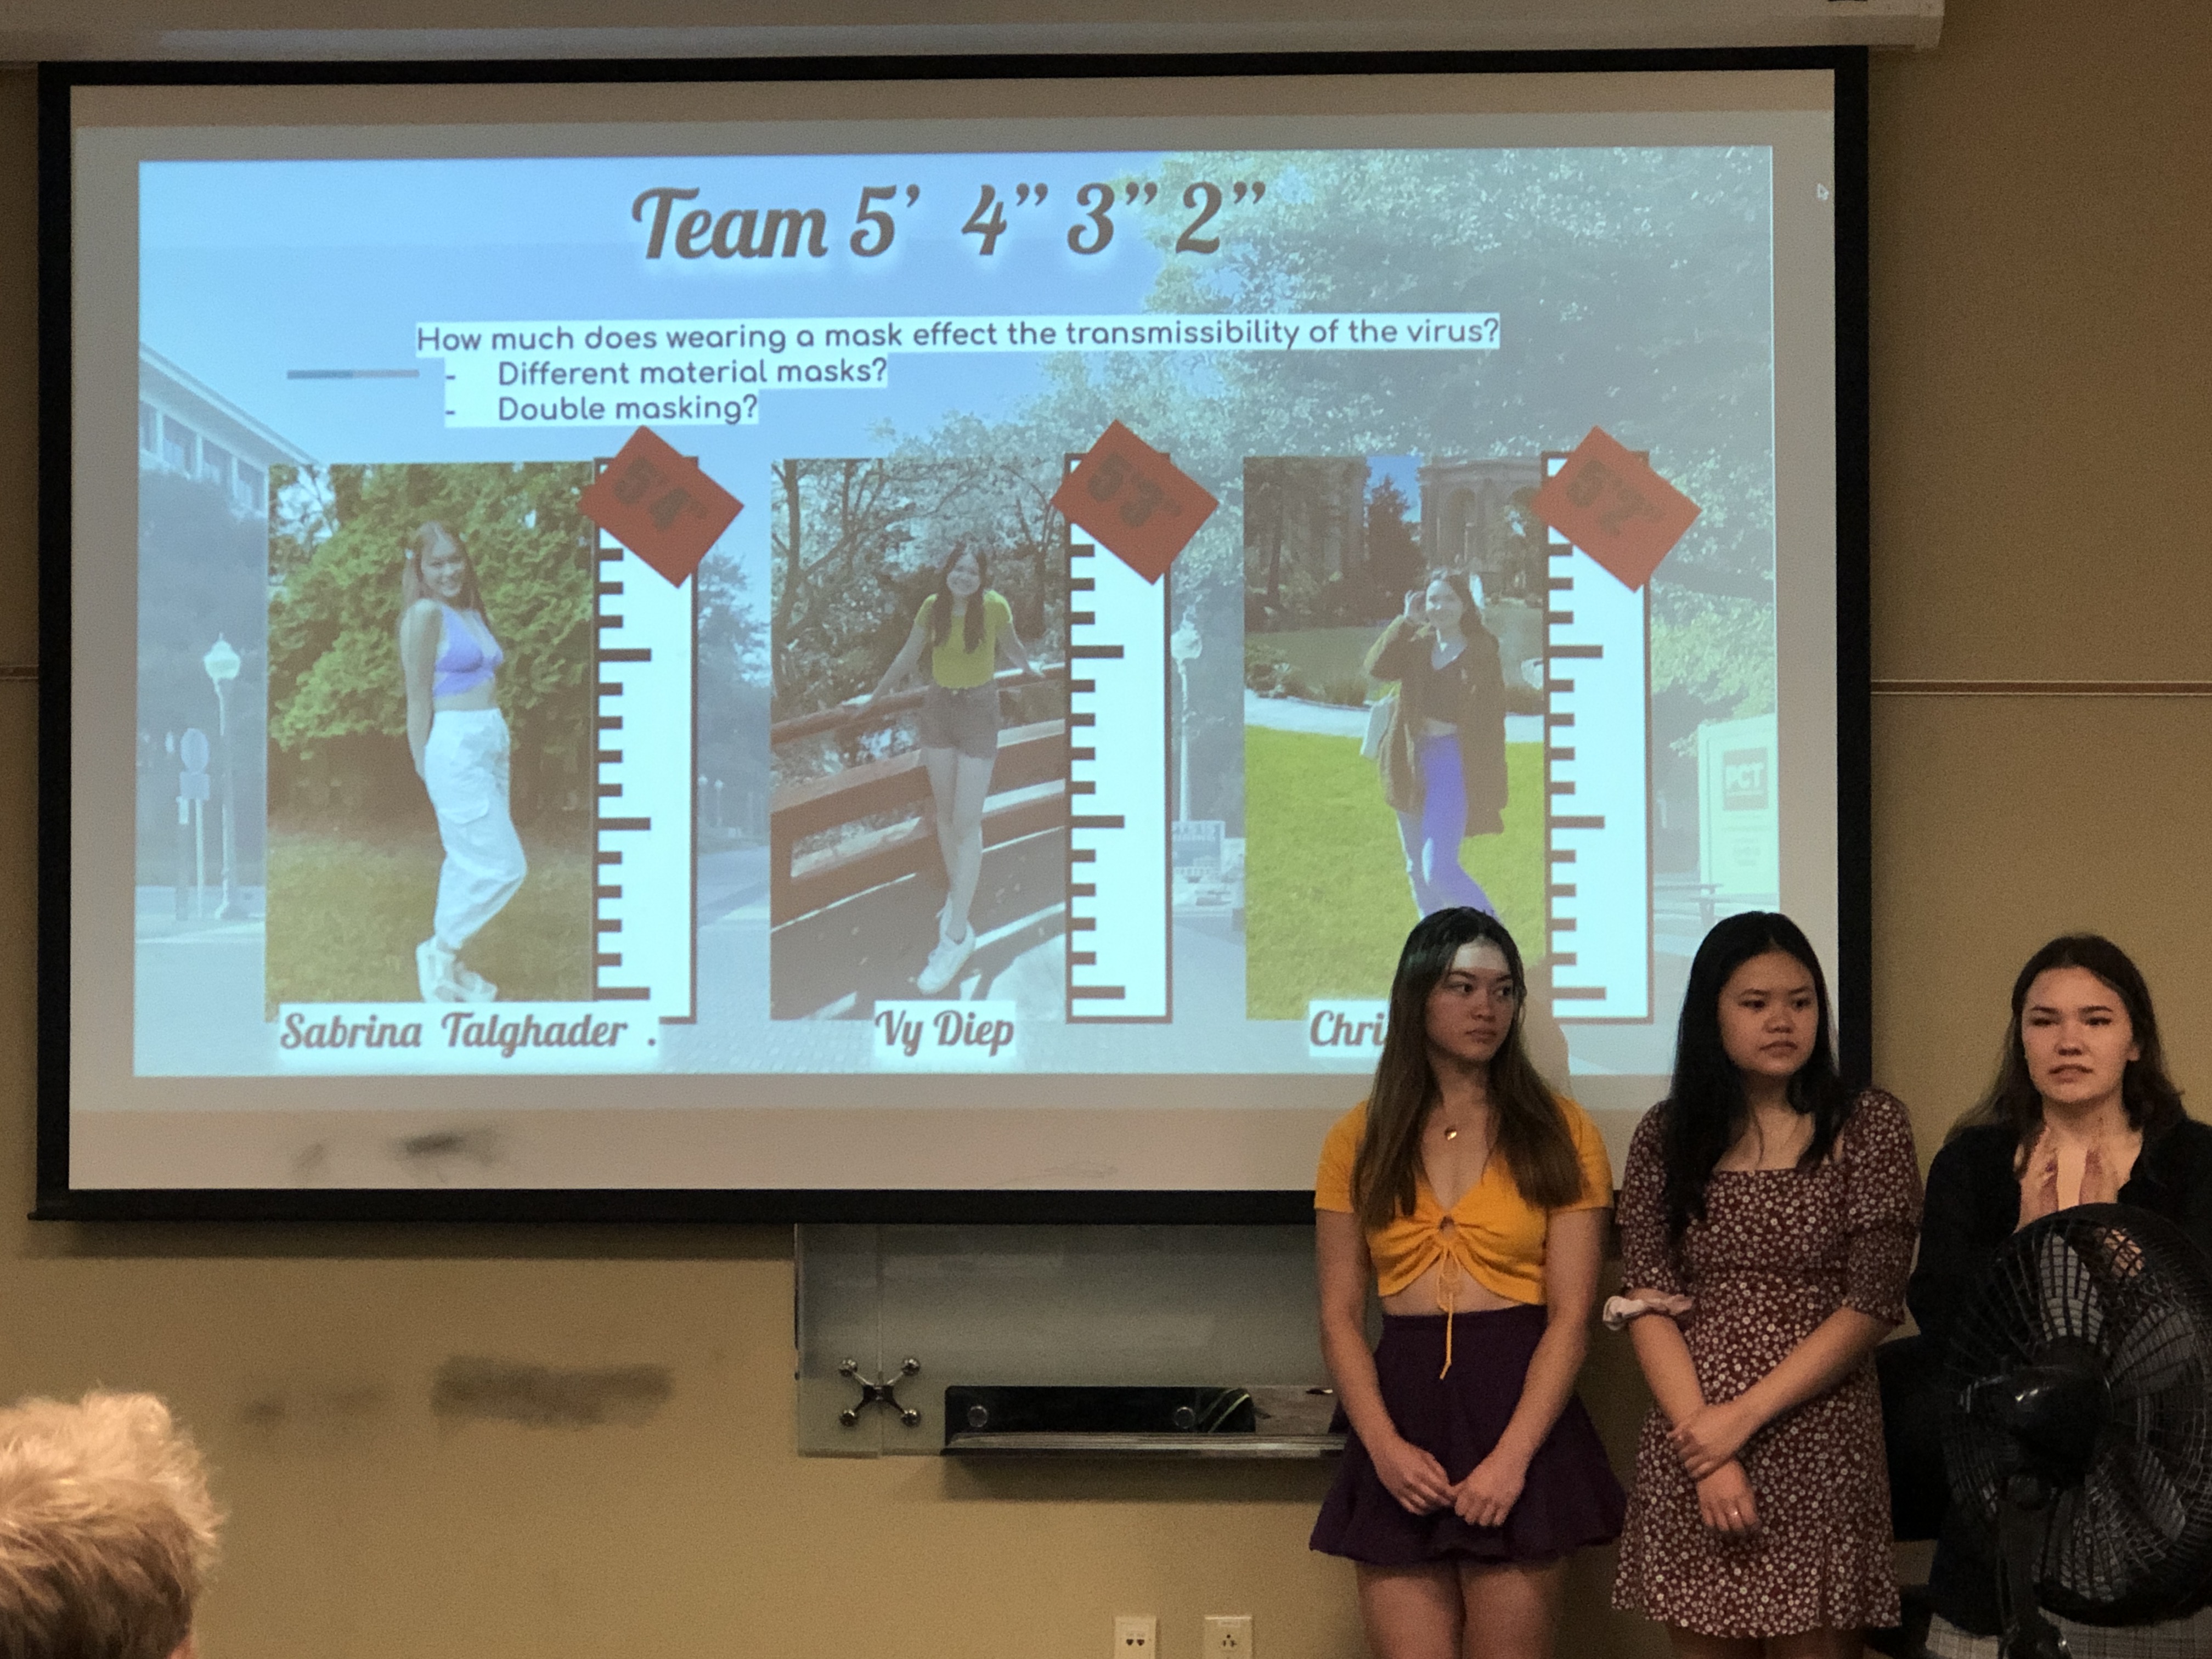 Team 5' 4” 3” 2”
How much does wearing a mask effect the transmissibility of the virus?
- Different material masks?
- Double masking?
5'4"
5'3"
5'2"
PCT
Sabrina Talghader .
Vy Diep